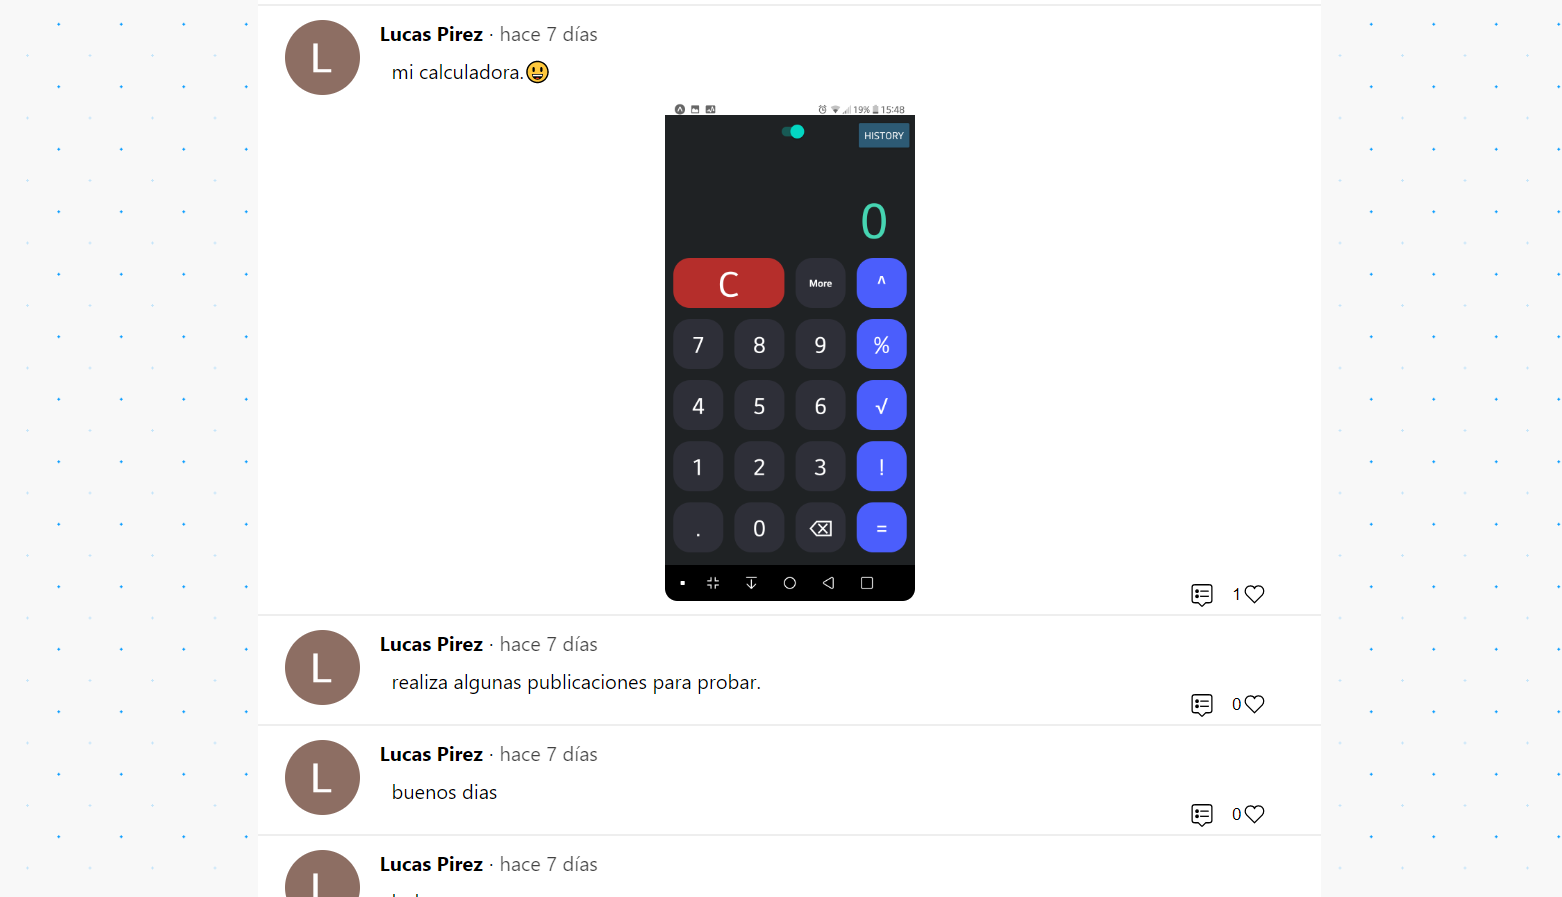 L
Lucas Pirez · hace 7 días
mi calculadora.😃
19% 15:48
HISTORY
0
C More ^
7 8 9 %
4 5 6 √
1 2 3 !
. 0 =
1
L
Lucas Pirez · hace 7 días
realiza algunas publicaciones para probar.
0
L
Lucas Pirez · hace 7 días
buenos dias
0
L
Lucas Pirez · hace 7 días